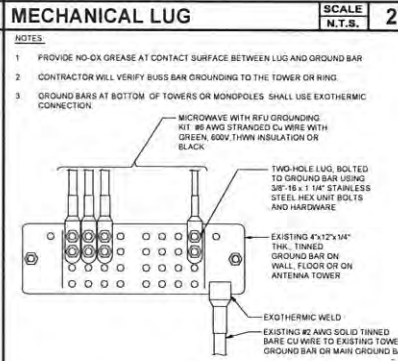 MECHANICAL LUG
SCALE
N.T.S.
2
NOTES
1 PROVIDE NO-OX GREASE AT CONTACT SURFACE BETWEEN LUG AND GROUND BAR
2 CONTRACTOR WILL VERIFY BUSS BAR GROUNDING TO THE TOWER OR RING
3 GROUND BARS AT BOTTOM OF TOWERS OR MONOPOLES SHALL USE EXOTHERMIC
CONNECTION
MICROWAVE WITH RFU GROUNDING
KIT. #6 AWG STRANDED Cu WIRE WITH
GREEN, 600V, THWN INSULATION OR
BLACK
TWO-HOLE LUG, BOLTED
TO GROUND BAR USING
3/8"-16 x 1 1/4" STAINLESS
STEEL HEX UNIT BOLTS
AND HARDWARE
EXISTING 4"x12"x1/4"
THK., TINNED
GROUND BAR ON
WALL, FLOOR OR ON
ANTENNA TOWER
EXOTHERMIC WELD
EXISTING #2 AWG SOLID TINNED
BARE CU WIRE TO EXISTING TOWE
GROUND BAR OR MAIN GROUND B